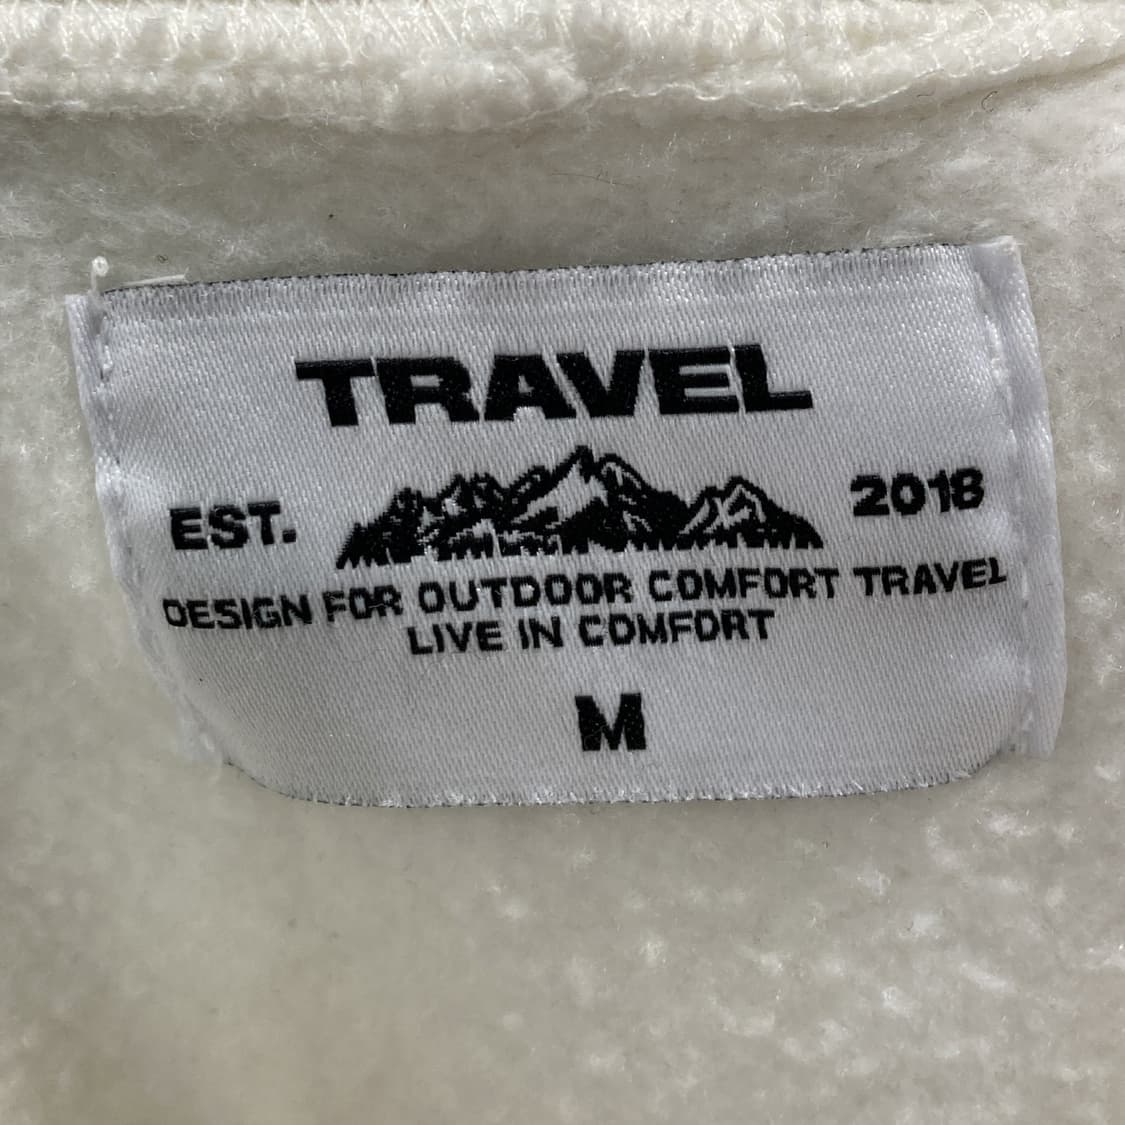 TRAVEL
EST. 2018
DESIGN FOR OUTDOOR COMFORT TRAVEL
LIVE IN COMFORT
M